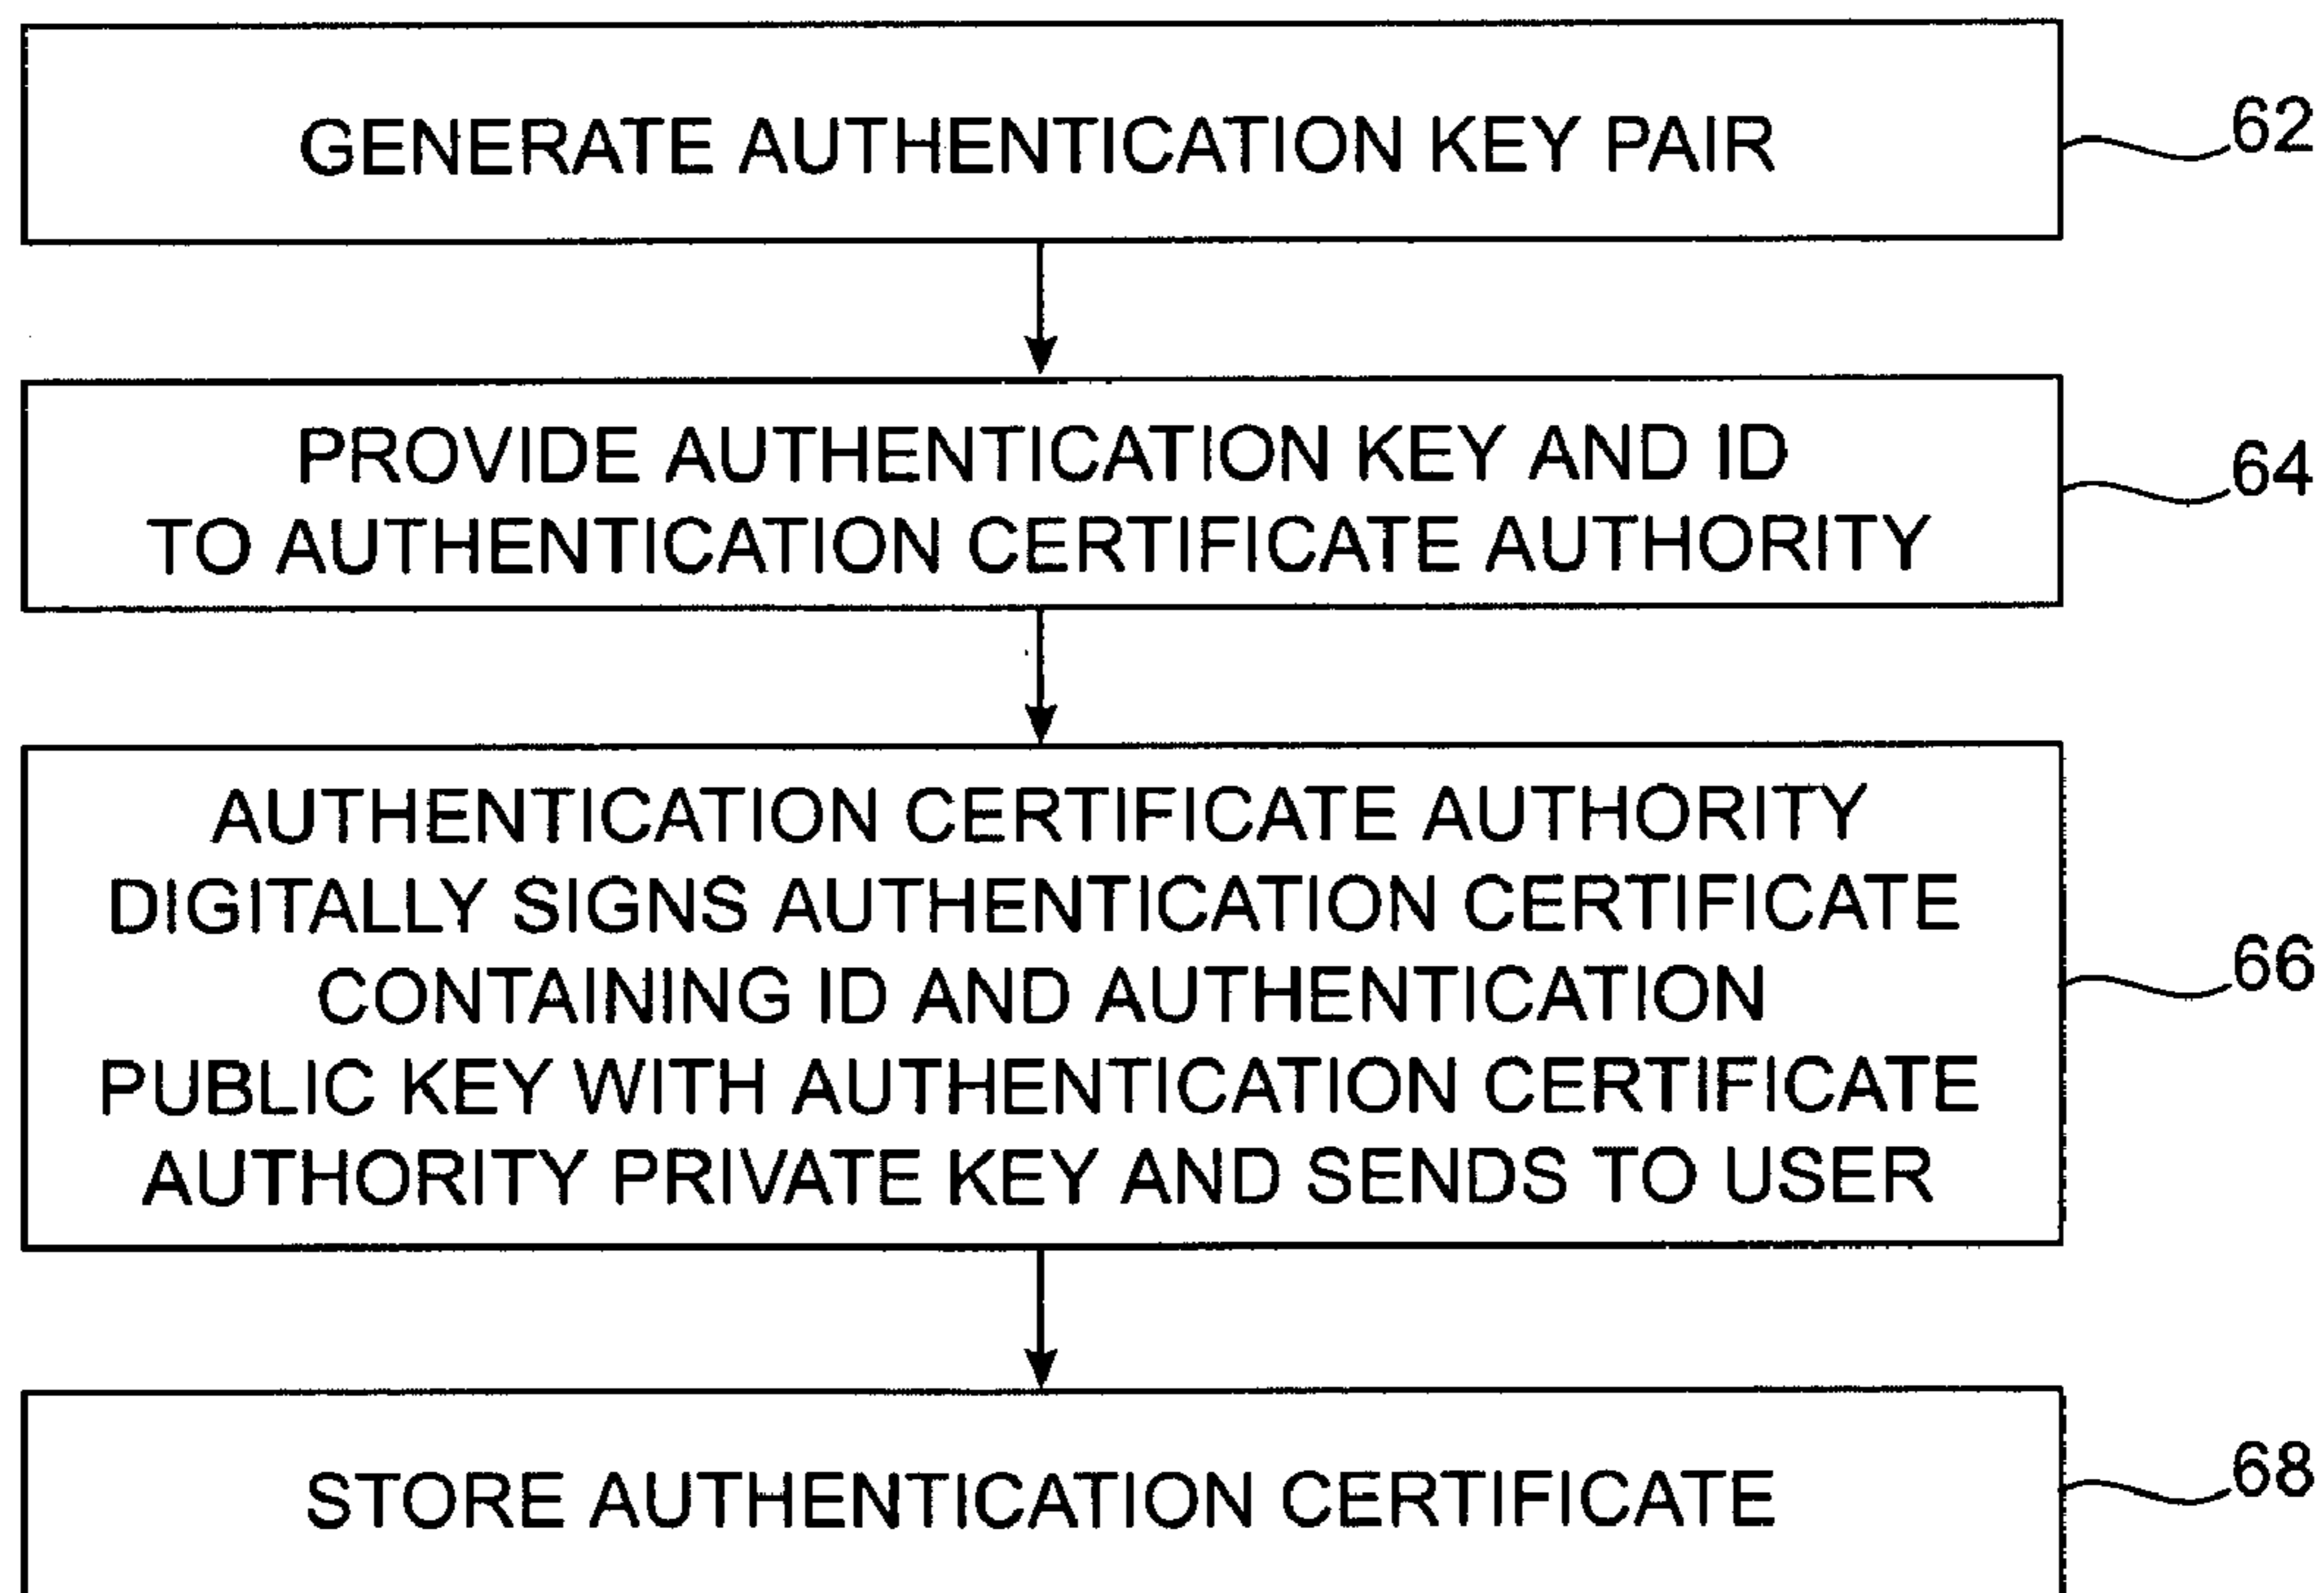 GENERATE AUTHENTICATION KEY PAIR
62
PROVIDE AUTHENTICATION KEY AND ID
TO AUTHENTICATION CERTIFICATE AUTHORITY
64
AUTHENTICATION CERTIFICATE AUTHORITY
DIGITALLY SIGNS AUTHENTICATION CERTIFICATE
CONTAINING ID AND AUTHENTICATION
PUBLIC KEY WITH AUTHENTICATION CERTIFICATE
AUTHORITY PRIVATE KEY AND SENDS TO USER
66
STORE AUTHENTICATION CERTIFICATE
68